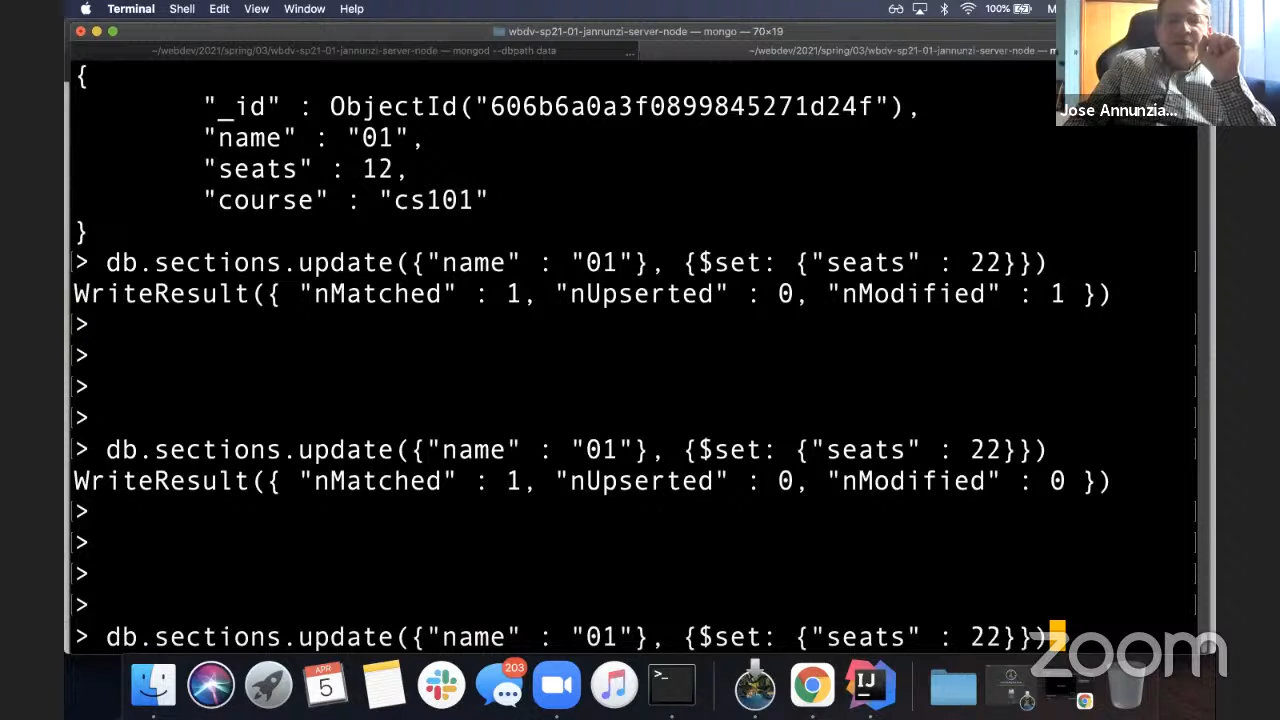 Terminal Shell Edit View Window Help 100%
wbdv-sp21-01-jannunzi-server-node — mongo — 70×19
~/webdev/2021/spring/03/wbdv-sp21-01-jannunzi-server-node — mongod --dbpath data ...
~/webdev/2021/spring/03/wbdv-sp21-01-jannunzi-server-node — mongo
Jose Annunzia...
{
"_id" : ObjectId("606b6a0a3f0899845271d24f"),
"name" : "01",
"seats" : 12,
"course" : "cs101"
}
> db.sections.update({"name" : "01"}, {$set: {"seats" : 22}})
WriteResult({ "nMatched" : 1, "nUpserted" : 0, "nModified" : 1 })
>
>
>
>
> db.sections.update({"name" : "01"}, {$set: {"seats" : 22}})
WriteResult({ "nMatched" : 1, "nUpserted" : 0, "nModified" : 0 })
>
>
>
>
> db.sections.update({"name" : "01"}, {$set: {"seats" : 22}})
zoom
APR
5
203
>_
IJ